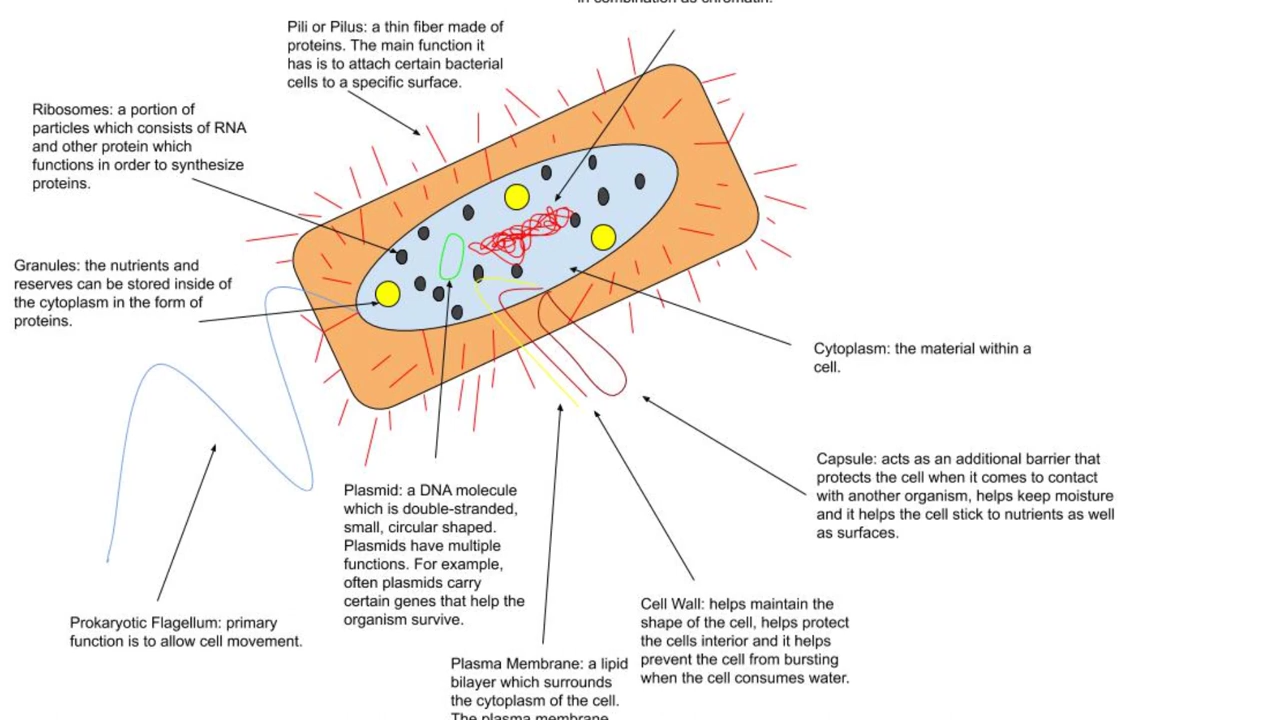 in combination as chromatin.
Pili or Pilus: a thin fiber made of
proteins. The main function it
has is to attach certain bacterial
cells to a specific surface.
Ribosomes: a portion of
particles which consists of RNA
and other protein which
functions in order to synthesize
proteins.
Granules: the nutrients and
reserves can be stored inside of
the cytoplasm in the form of
proteins.
Cytoplasm: the material within a
cell.
Capsule: acts as an additional barrier that
protects the cell when it comes to contact
with another organism, helps keep moisture
and it helps the cell stick to nutrients as well
as surfaces.
Plasmid: a DNA molecule
which is double-stranded,
small, circular shaped.
Plasmids have multiple
functions. For example,
often plasmids carry
certain genes that help the
organism survive.
Prokaryotic Flagellum: primary
function is to allow cell movement.
Cell Wall: helps maintain the
shape of the cell, helps protect
the cells interior and it helps
prevent the cell from bursting
when the cell consumes water.
Plasma Membrane: a lipid
bilayer which surrounds
the cytoplasm of the cell.
The plasma membrane